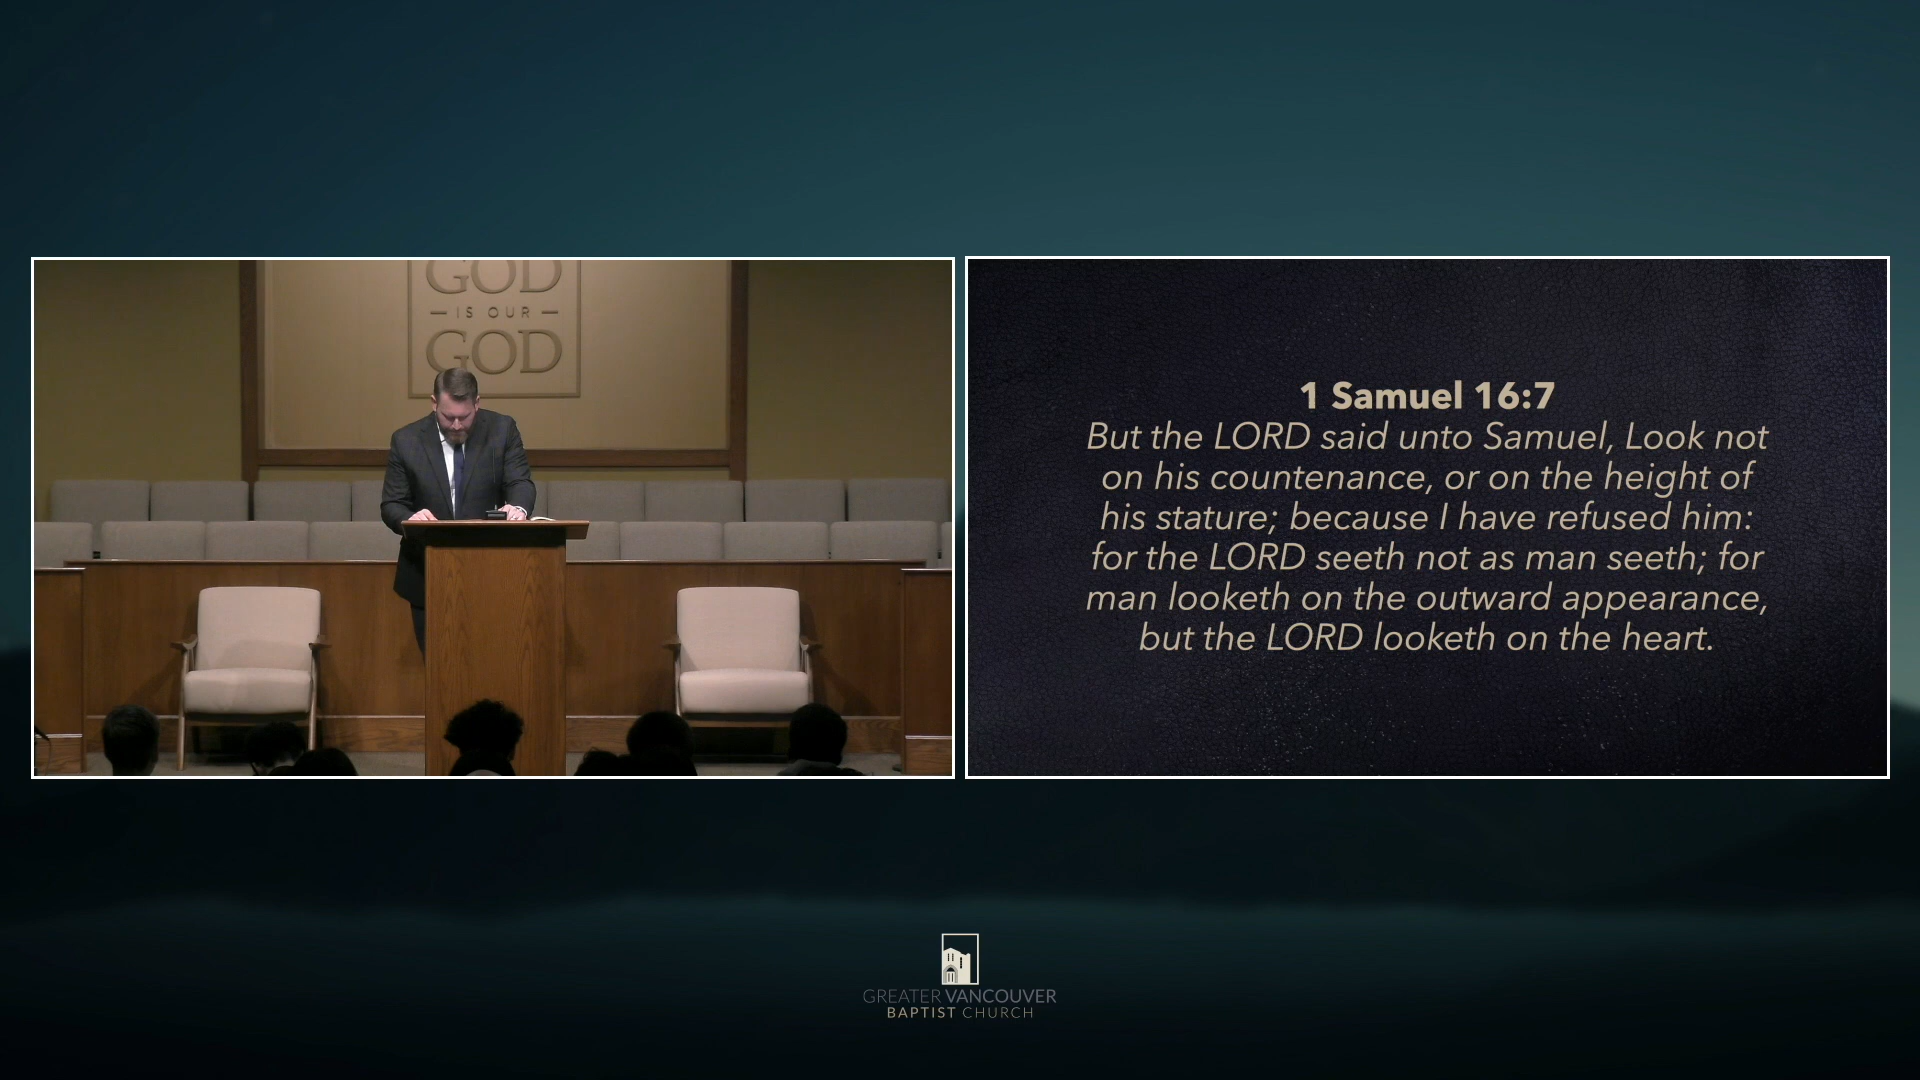 GOD
IS OUR
GOD
1 Samuel 16:7
But the LORD said unto Samuel, Look not
on his countenance, or on the height of
his stature; because I have refused him:
for the LORD seeth not as man seeth; for
man looketh on the outward appearance,
but the LORD looketh on the heart.
GREATER VANCOUVER
BAPTIST CHURCH